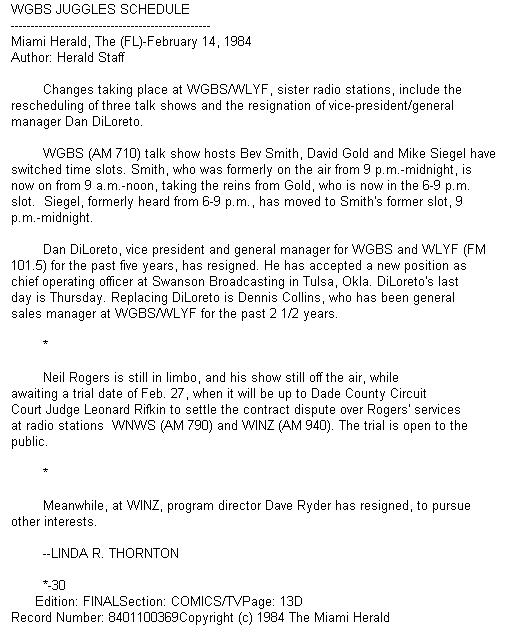 WGBS JUGGLES SCHEDULE
--------------------------------------------------
Miami Herald, The (FL)-February 14, 1984
Author: Herald Staff
Changes taking place at WGBS/WLYF, sister radio stations, include the
rescheduling of three talk shows and the resignation of vice-president/general
manager Dan DiLoreto.
WGBS (AM 710) talk show hosts Bev Smith, David Gold and Mike Siegel have
switched time slots. Smith, who was formerly on the air from 9 p.m.-midnight, is
now on from 9 a.m.-noon, taking the reins from Gold, who is now in the 6-9 p.m.
slot.  Siegel, formerly heard from 6-9 p.m., has moved to Smith's former slot, 9
p.m.-midnight.
Dan DiLoreto, vice president and general manager for WGBS and WLYF (FM
101.5) for the past five years, has resigned. He has accepted a new position as
chief operating officer at Swanson Broadcasting in Tulsa, Okla. DiLoreto's last
day is Thursday. Replacing DiLoreto is Dennis Collins, who has been general
sales manager at WGBS/WLYF for the past 2 1/2 years.
*
Neil Rogers is still in limbo, and his show still off the air, while
awaiting a trial date of Feb. 27, when it will be up to Dade County Circuit
Court Judge Leonard Rifkin to settle the contract dispute over Rogers' services
at radio stations  WNWS (AM 790) and WINZ (AM 940). The trial is open to the
public.
*
Meanwhile, at WINZ, program director Dave Ryder has resigned, to pursue
other interests.
--LINDA R. THORNTON
*-30
Edition: FINALSection: COMICS/TVPage: 13D
Record Number: 8401100369Copyright (c) 1984 The Miami Herald